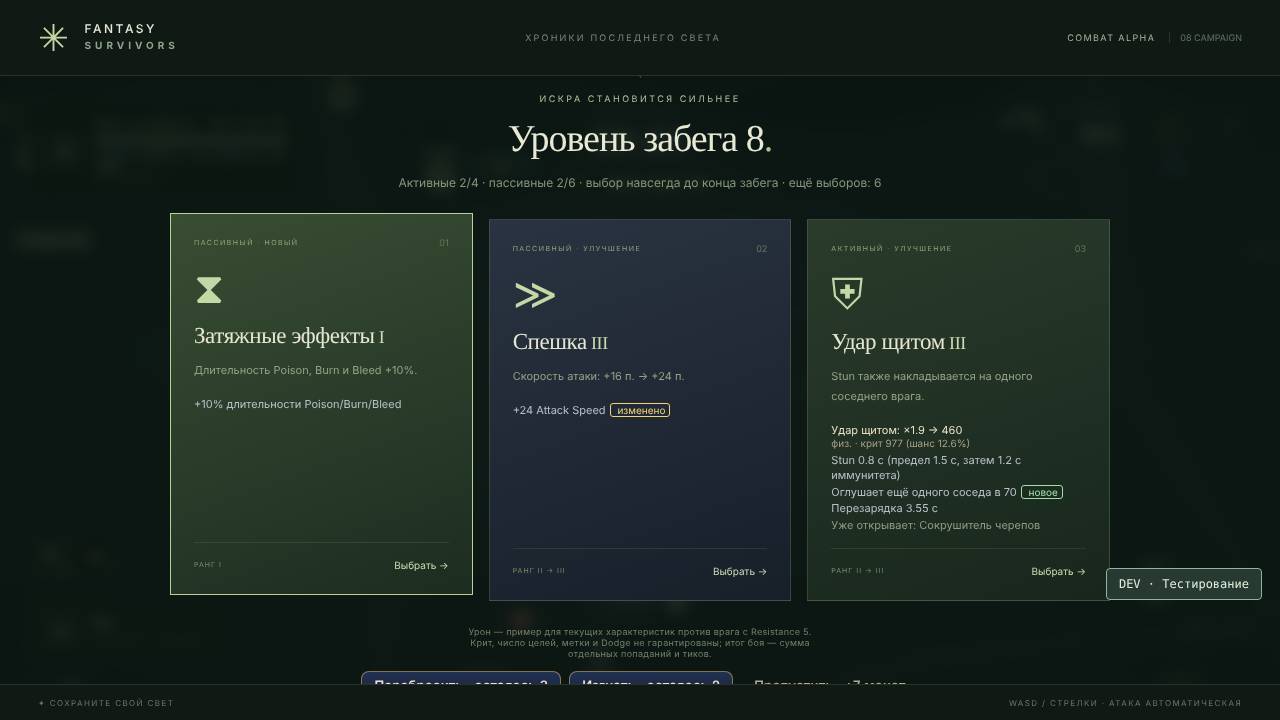 FANTASY
SURVIVORS
ХРОНИКИ ПОСЛЕДНЕГО СВЕТА
COMBAT ALPHA
08 CAMPAIGN
ИСКРА СТАНОВИТСЯ СИЛЬНЕЕ
Уровень забега 8.
Активные 2/4 · пассивные 2/6 · выбор навсегда до конца забега · ещё выборов: 6
ПАССИВНЫЙ · НОВЫЙ
01
Затяжные эффекты I
Длительность Poison, Burn и Bleed +10%.
+10% длительности Poison/Burn/Bleed
РАНГ I
Выбрать →
ПАССИВНЫЙ · УЛУЧШЕНИЕ
02
Спешка III
Скорость атаки: +16 п. → +24 п.
+24 Attack Speed изменено
РАНГ II → III
Выбрать →
АКТИВНЫЙ · УЛУЧШЕНИЕ
03
Удар щитом III
Stun также накладывается на одного
соседнего врага.
Удар щитом: ×1.9 → 460
физ. · крит 977 (шанс 12.6%)
Stun 0.8 с (предел 1.5 с, затем 1.2 с
иммунитета)
Оглушает ещё одного соседа в 70 новое
Перезарядка 3.55 с
Уже открывает: Сокрушитель черепов
РАНГ II → III
Выбрать →
DEV · Тестирование
Урон — пример для текущих характеристик против врага с Resistance 5.
Крит, число целей, метки и Dodge не гарантированы; итог боя — сумма
отдельных попаданий и тиков.
✦ СОХРАНИТЕ СВОЙ СВЕТ
WASD / СТРЕЛКИ · АТАКА АВТОМАТИЧЕСКАЯ